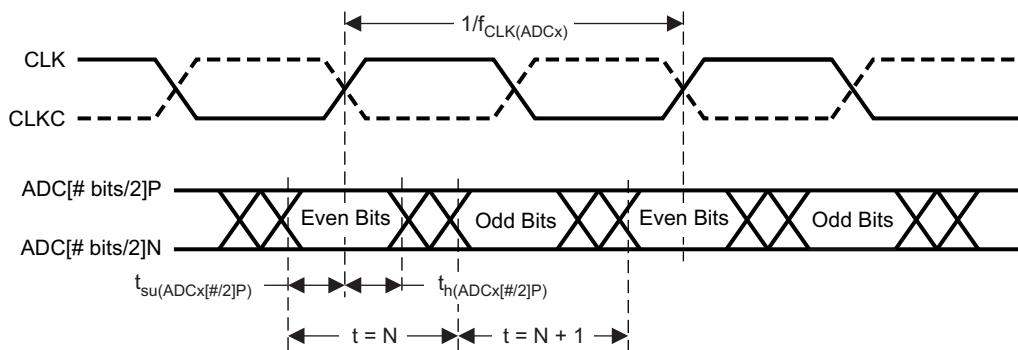 1/fCLK(ADCx)
CLK
CLKC
ADC[# bits/2]P
Even Bits
Odd Bits
Even Bits
Odd Bits
ADC[# bits/2]N
tsu(ADCx[#/2]P)
th(ADCx[#/2]P)
t = N
t = N + 1